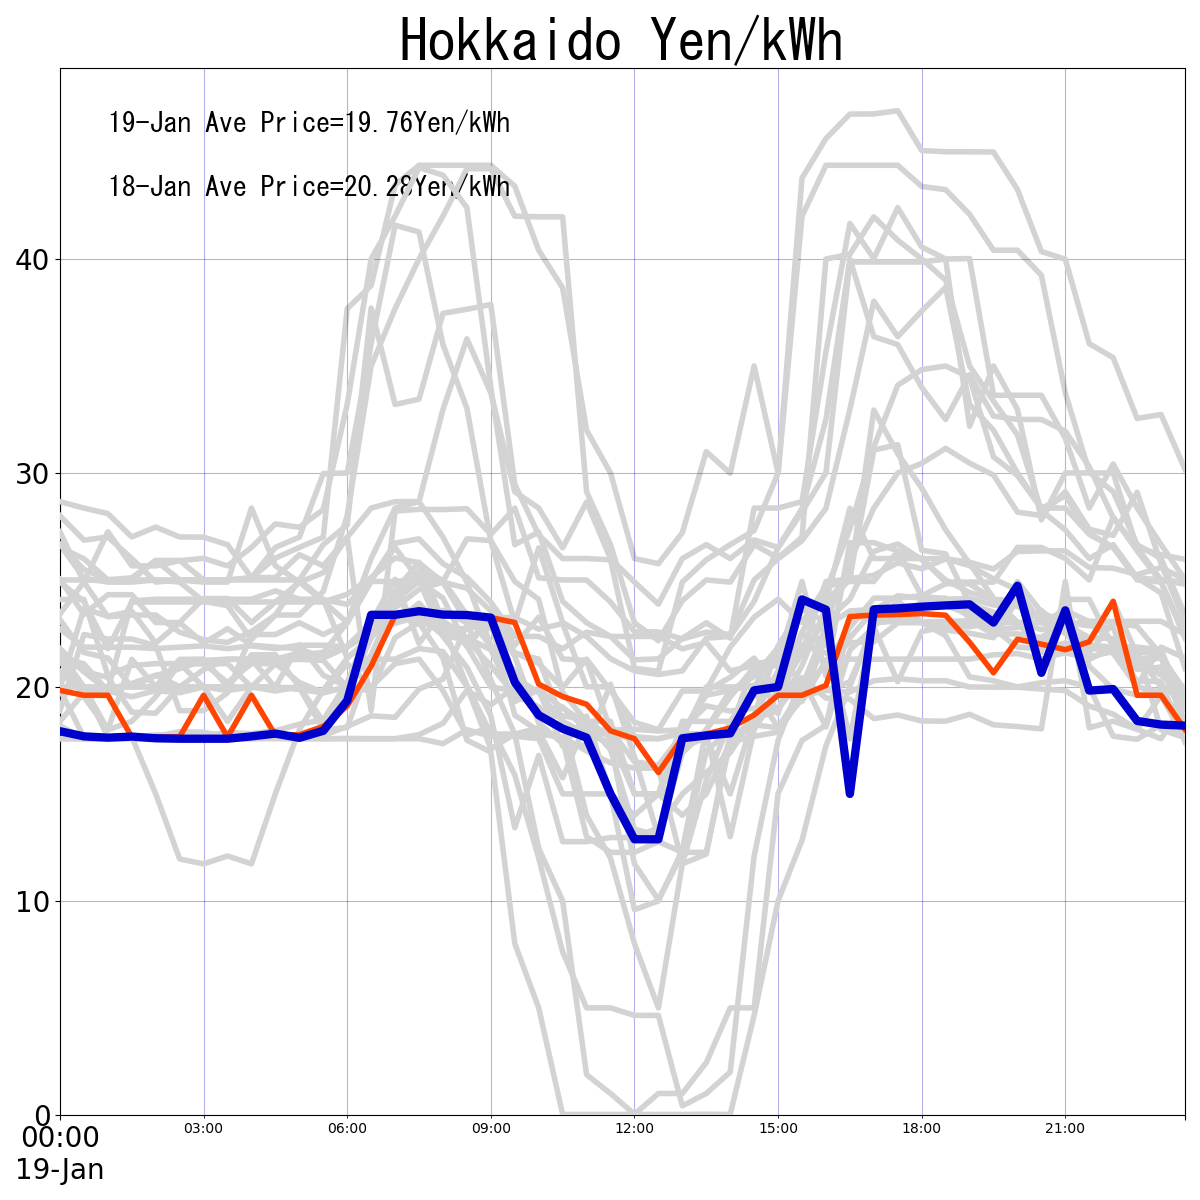 Hokkaido Yen/kWh
19-Jan Ave Price=19.76Yen/kWh
18-Jan Ave Price=20.28Yen/kWh
40
30
20
10
0
00:00 03:00 06:00 09:00 12:00 15:00 18:00 21:00
19-Jan